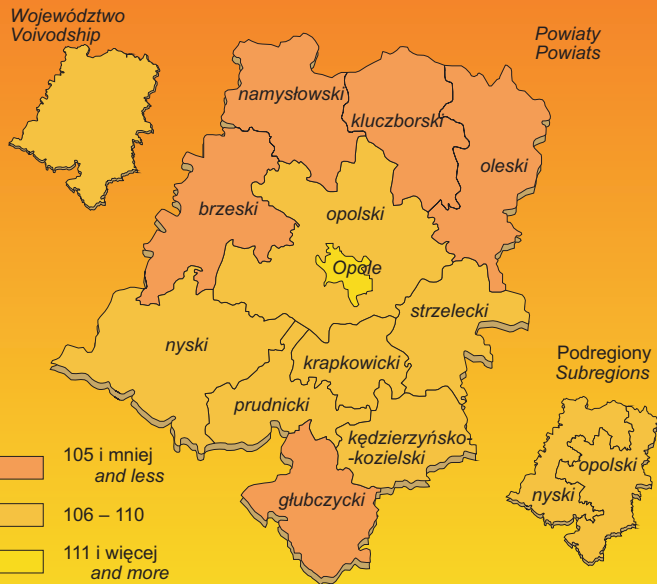 Województwo
Voivodship
Powiaty
Powiats
namysłowski
kluczborski
oleski
brzeski
opolski
Opole
strzelecki
nyski
krapkowicki
Podregiony
Subregions
prudnicki
kędzierzyńsko-
-kozielski
opolski
nyski
głubczycki
105 i mniej
and less
106 – 110
111 i więcej
and more